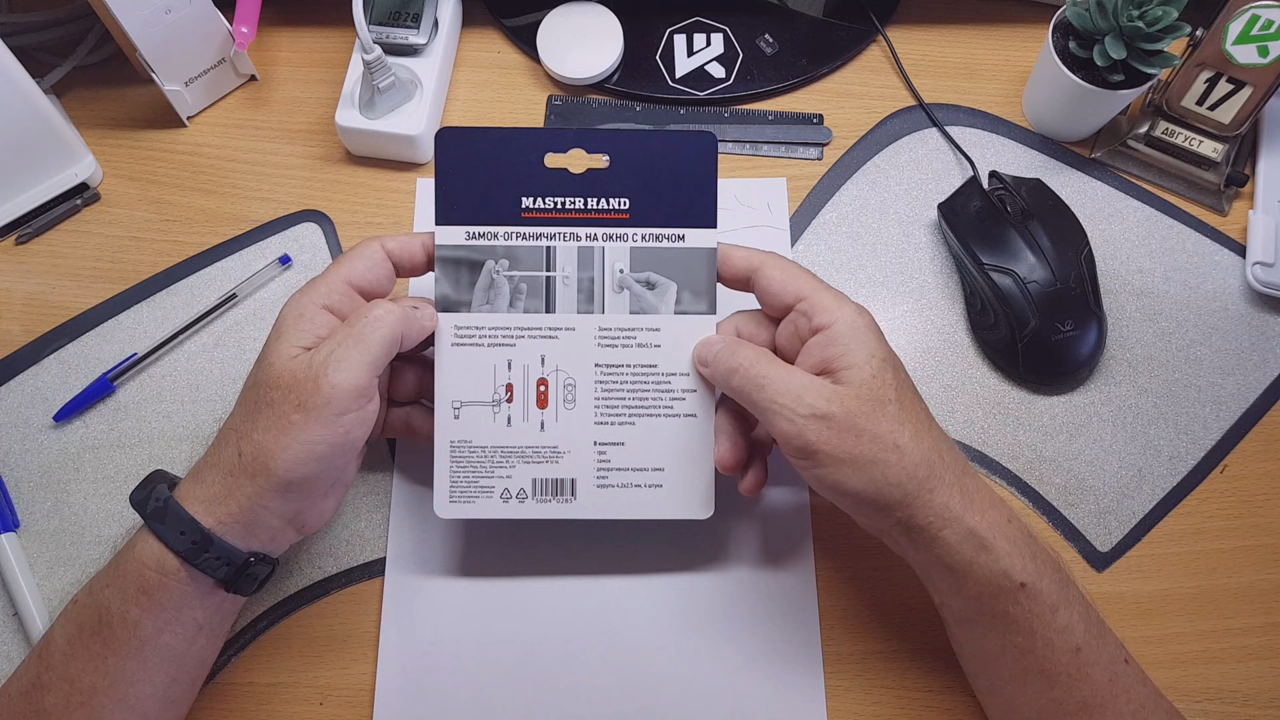 10:28
ZEMISMART
17
АВГУСТ
MASTER HAND
ЗАМОК-ОГРАНИЧИТЕЛЬ НА ОКНО С КЛЮЧОМ
· Препятствует широкому открыванию створки окна
· Подходит для всех типов рам: пластиковых,
алюминиевых, деревянных
· Замок открывается только
с помощью ключа
· Размеры троса 180х5,5 мм
Инструкция по установке:
1. Разметьте и просверлите в раме окна
отверстия для крепежа изделия.
2. Закрепите шурупами площадку с тросом
на наличнике и вторую часть с замком
на створке открывающегося окна.
3. Установите декоративную крышку замка,
нажав до щелчка.
В комплекте:
· трос
· замок
· декоративная крышка замка
· ключ
· шурупы 4,2х2.5 мм, 4 штуки
5004 0285